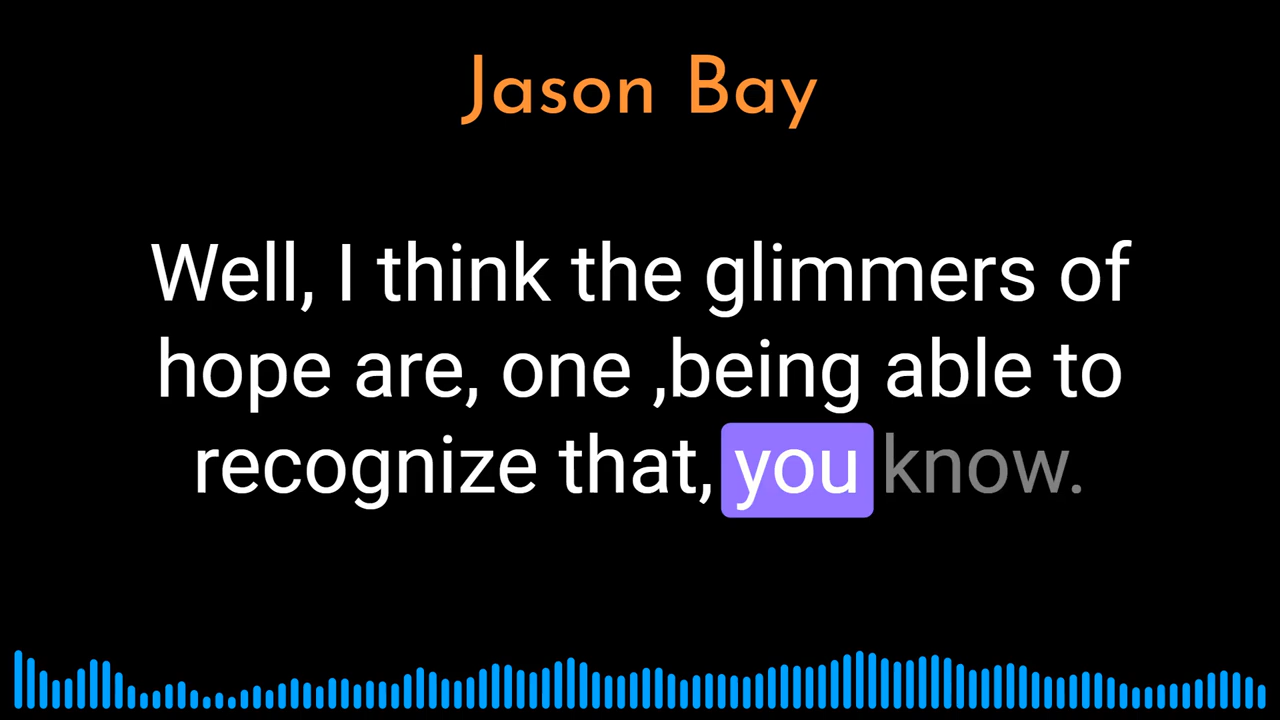 Jason Bay
Well, I think the glimmers of
hope are, one ,being able to
recognize that, you know.